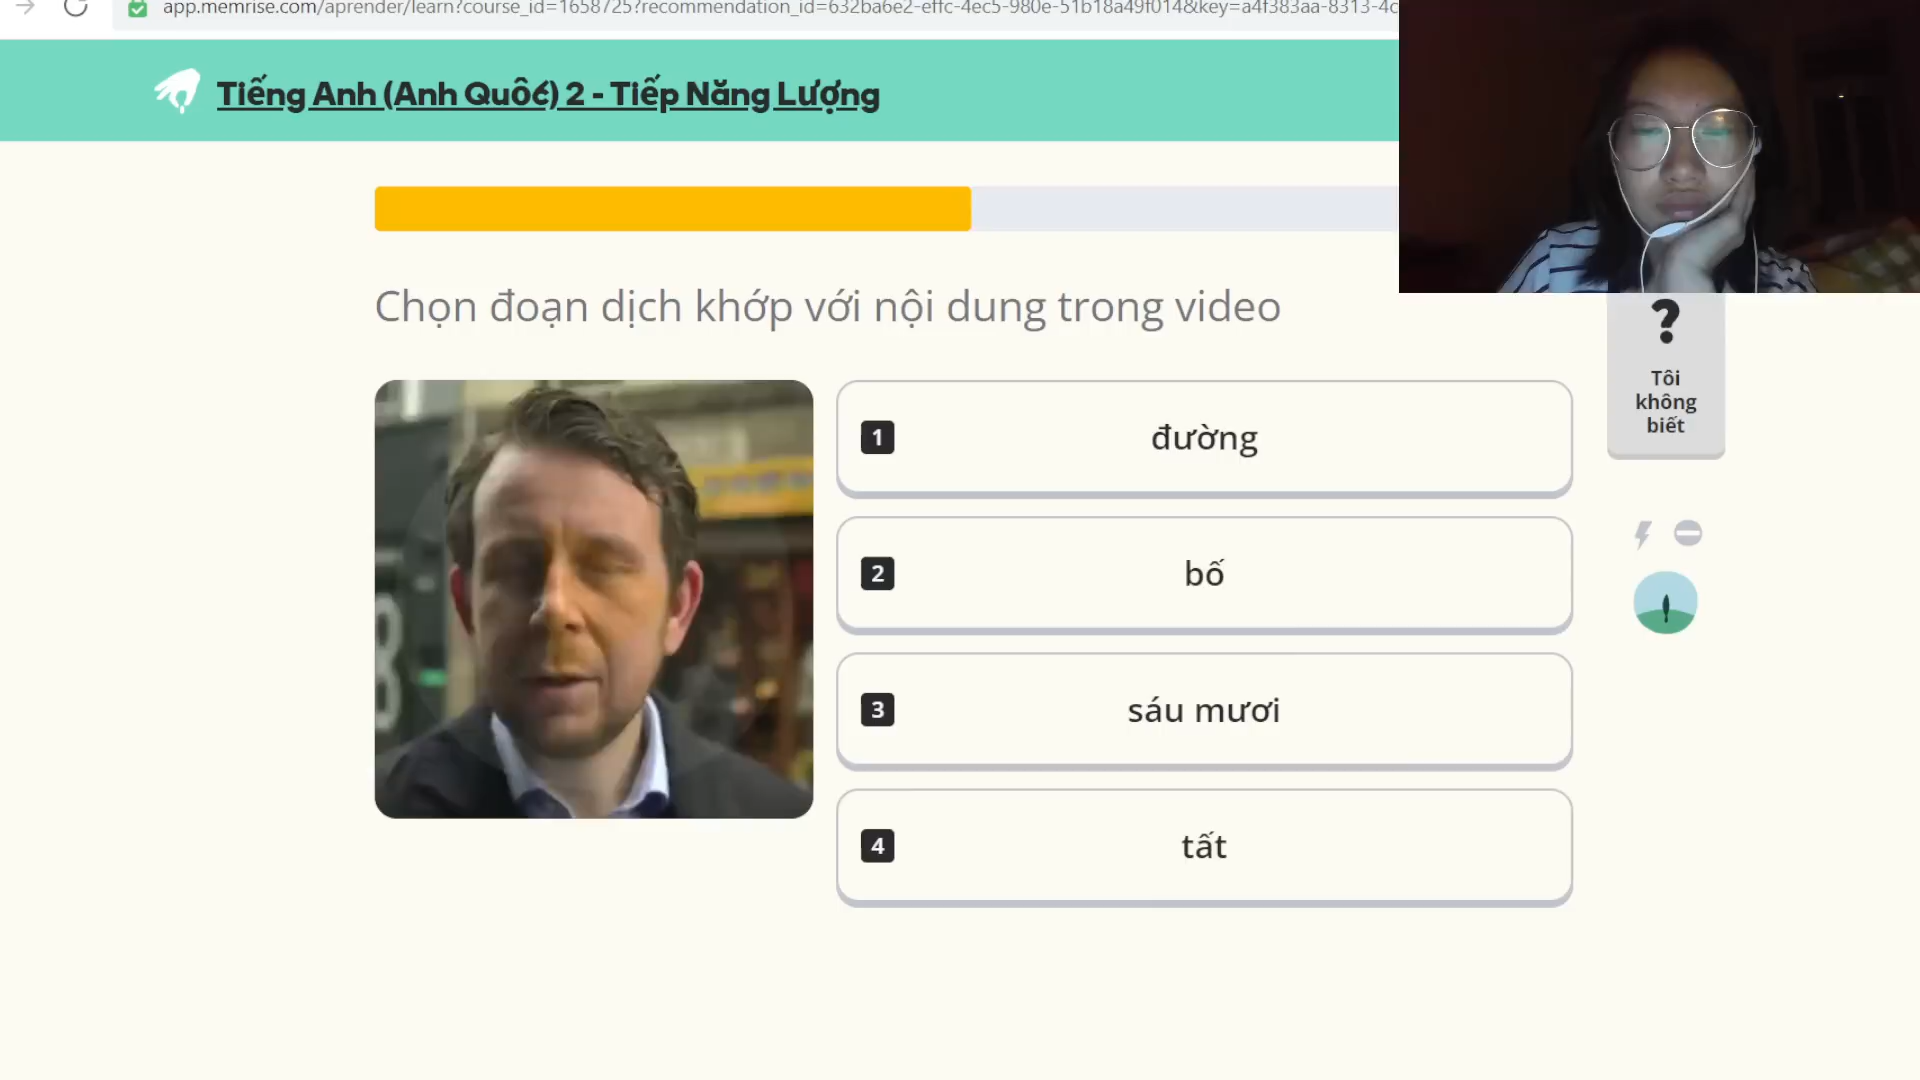 app.memrise.com/aprender/learn?course_id=1658725?recommendation_id=632ba6e2-effc-4ec5-980e-51b18a49f014&key=a4f383aa-8313-4c
Tiếng Anh (Anh Quốc) 2 - Tiếp Năng Lượng
Chọn đoạn dịch khớp với nội dung trong video
?
Tôi
không
biết
1 đường
2 bố
3 sáu mươi
4 tất